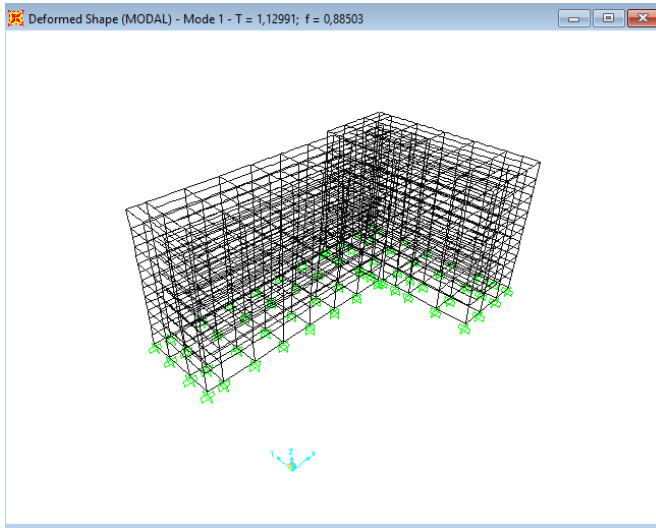 Deformed Shape (MODAL) - Mode 1 - T = 1,12991; f = 0,88503
Z